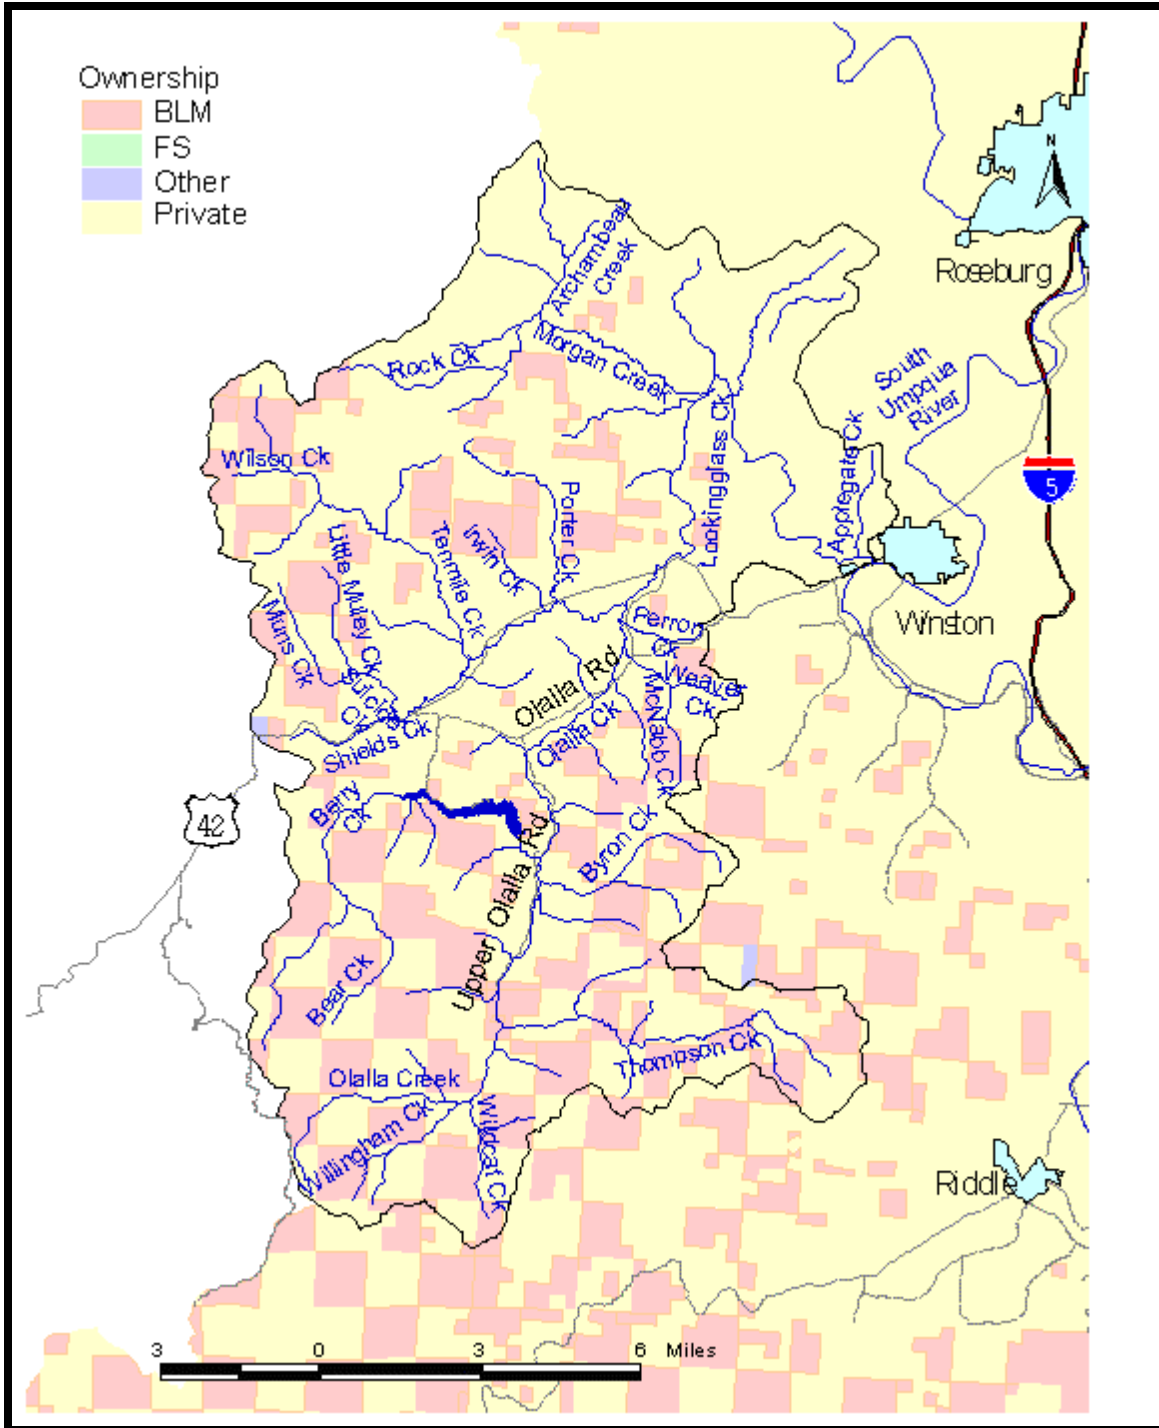 Ownership
BLM
FS
Other
Private
N
Roseburg
Archambeau
Creek
Rock Ck
Morgan Creek
South
Umpqua
River
Wilson Ck
Lookingglass Ck
Applegate Ck
5
Porter Ck
Irwin Ck
Tenmile Ck
Little Muley Ck
Muns Ck
Suicide
Ck
Perron
Ck
Winston
Weaver
Ck
Olalla Rd
McNabb Ck
Olalla Ck
Shields Ck
Berry
Ck
42
Byron Ck
Upper Olalla Rd
Bear Ck
Thompson Ck
Olalla Creek
Willingham Ck
Wildcat Ck
Riddle
3 0 3 6 Miles